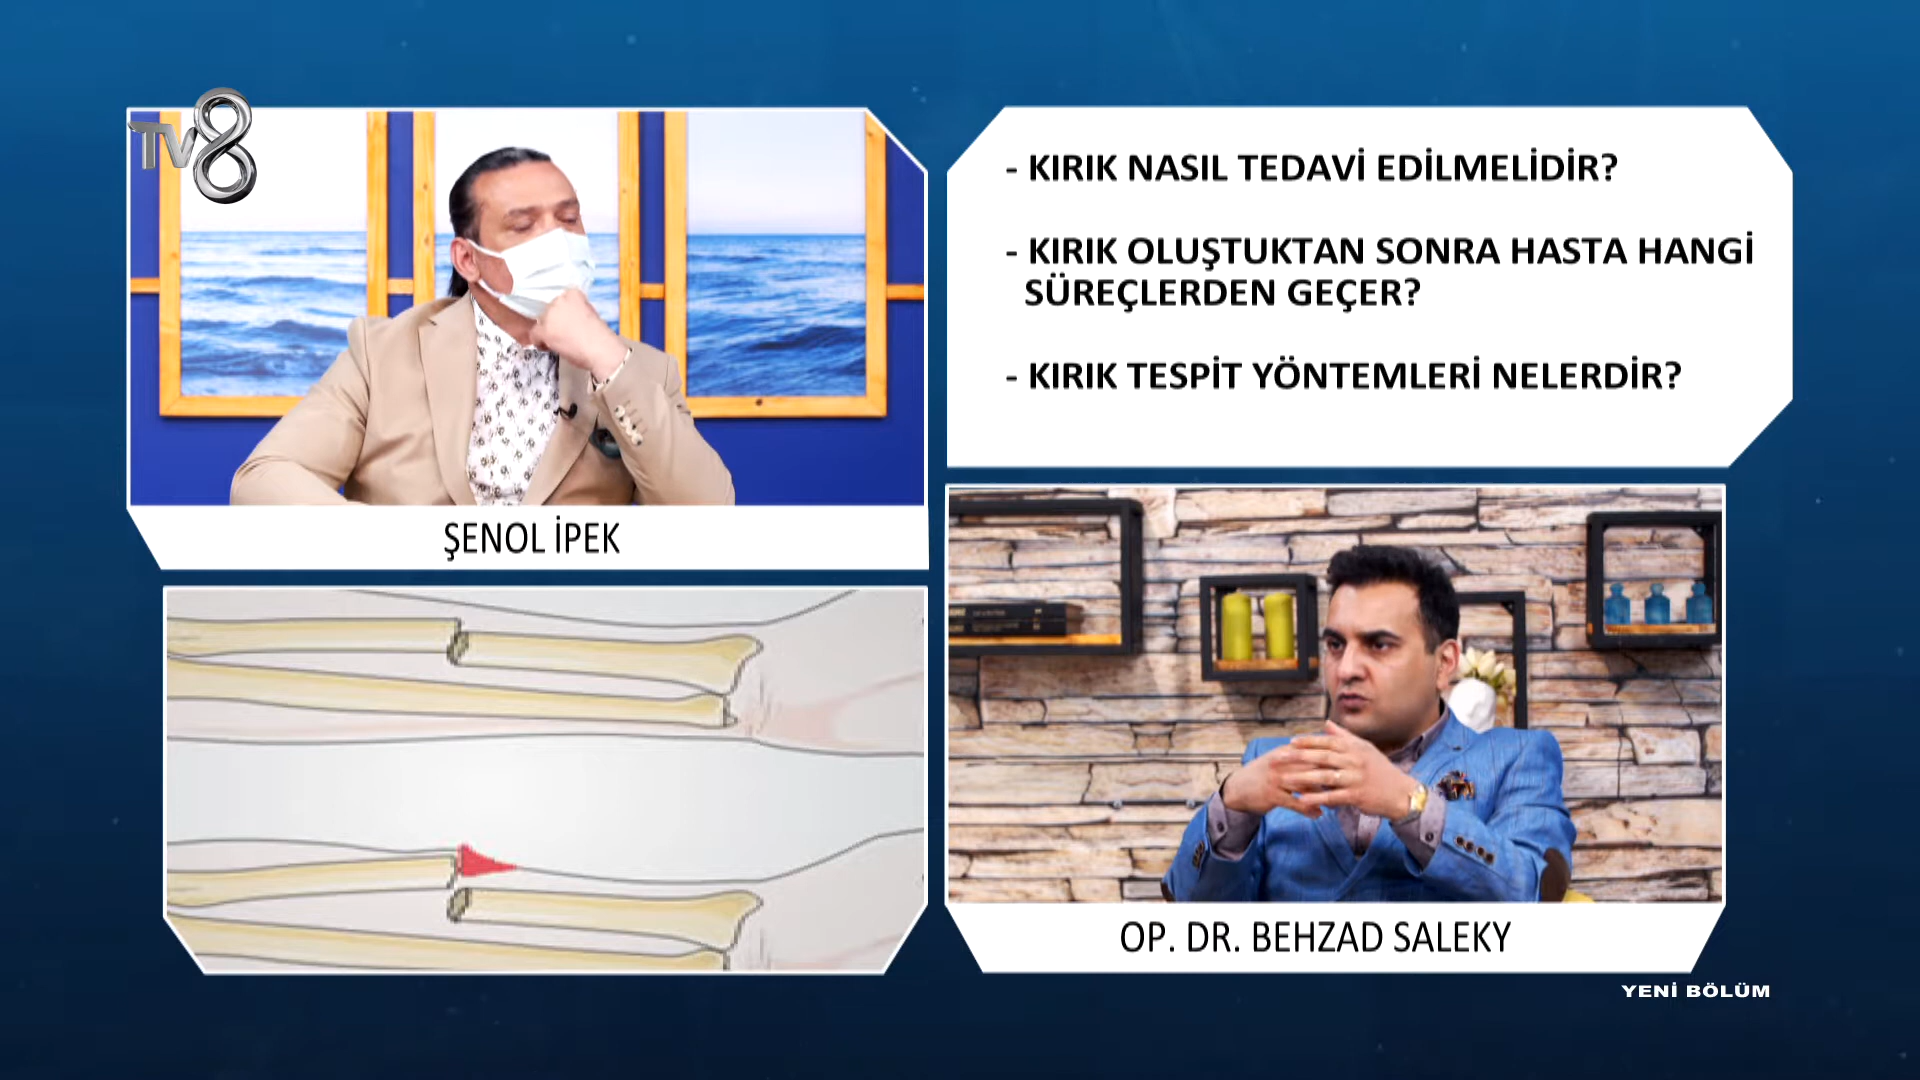 TV8
- KIRIK NASIL TEDAVİ EDİLMELİDİR?
- KIRIK OLUŞTUKTAN SONRA HASTA HANGİ
SÜREÇLERDEN GEÇER?
- KIRIK TESPİT YÖNTEMLERİ NELERDİR?
ŞENOL İPEK
OP. DR. BEHZAD SALEKY
YENİ BÖLÜM